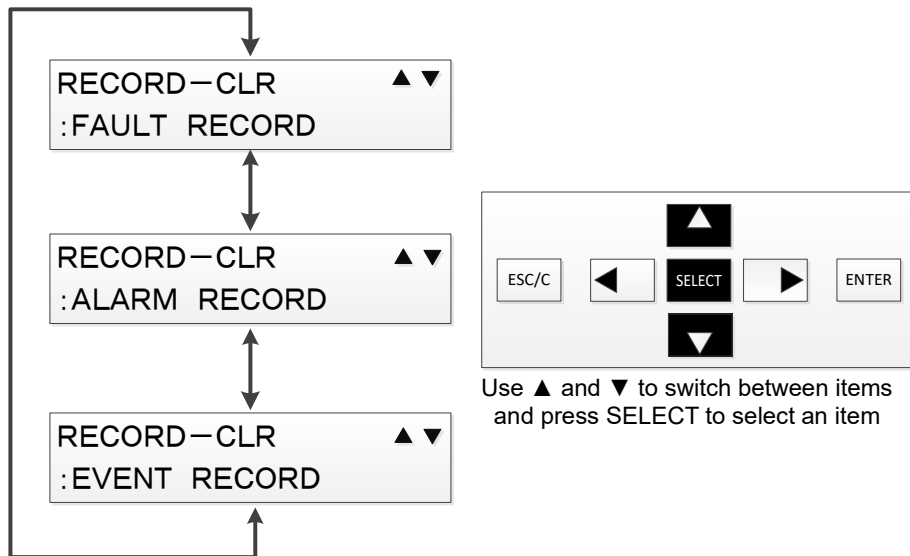 RECORD－CLR ▲ ▼
:FAULT RECORD
RECORD－CLR ▲ ▼
:ALARM RECORD
RECORD－CLR ▲ ▼
:EVENT RECORD
ESC/C
SELECT
ENTER
Use ▲ and ▼ to switch between items
and press SELECT to select an item